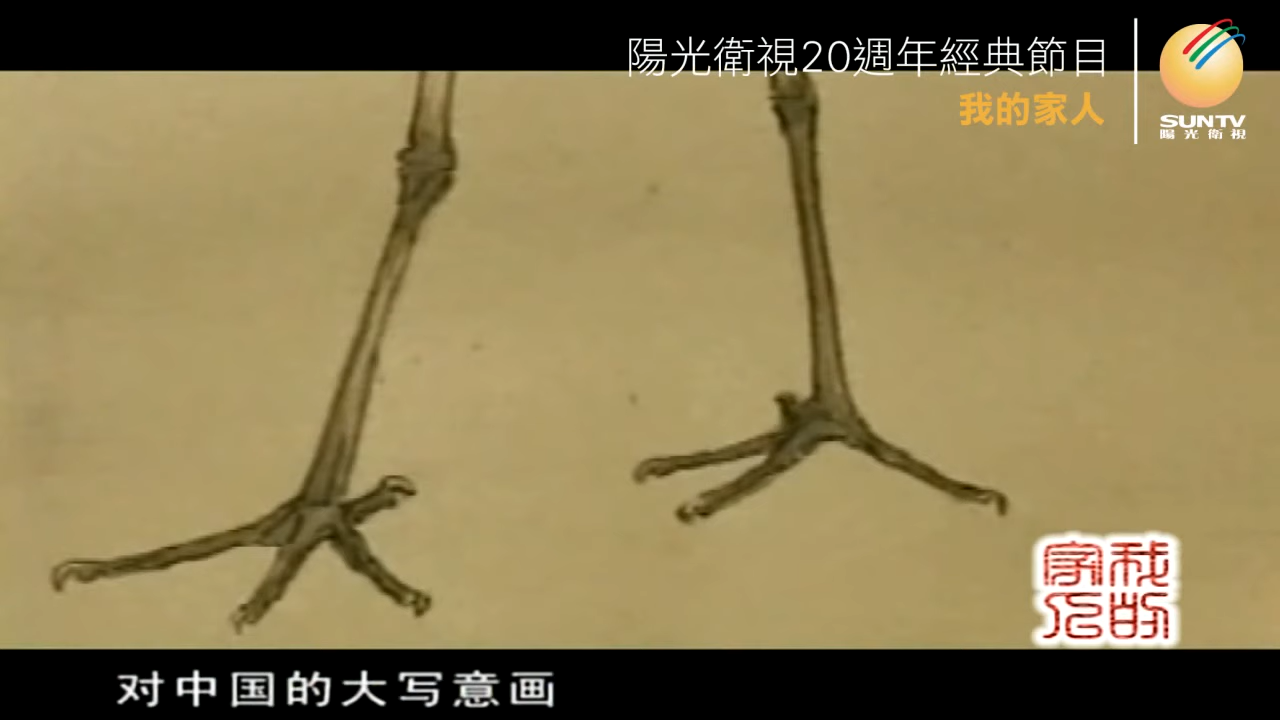 陽光衛視20週年經典節目
我的家人
SUNTV
陽光衛視
我的
家人
对中国的大写意画